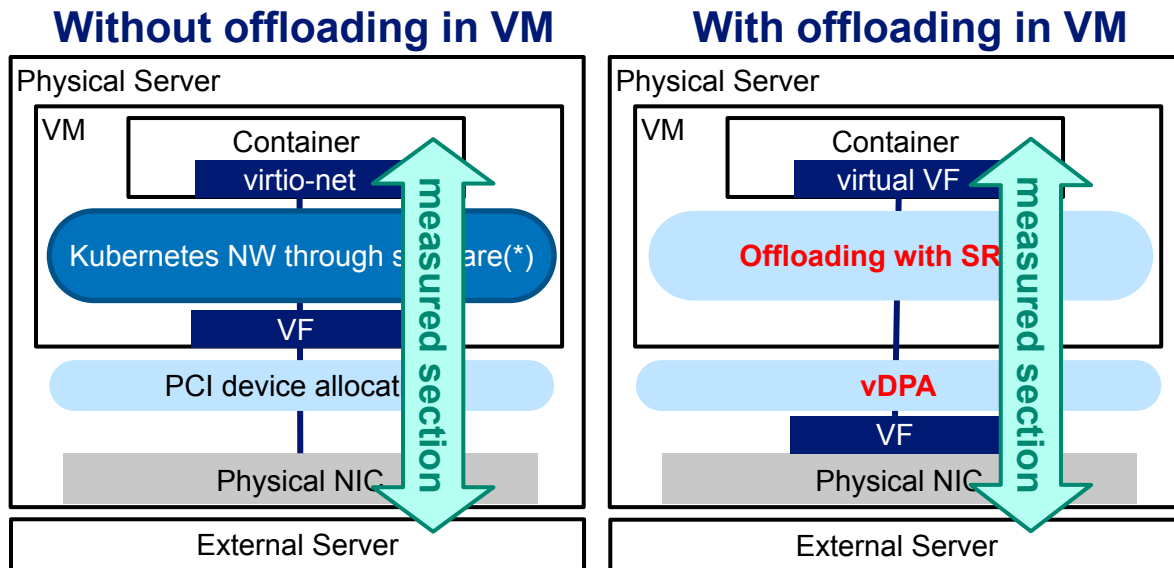 Without offloading in VM
Physical Server
VM
Container
virtio-net
Kubernetes NW through s are(*)
VF
PCI device allocat
Physical NIC
measured section
External Server
With offloading in VM
Physical Server
VM
Container
virtual VF
Offloading with SR
vDPA
VF
Physical NIC
measured section
External Server